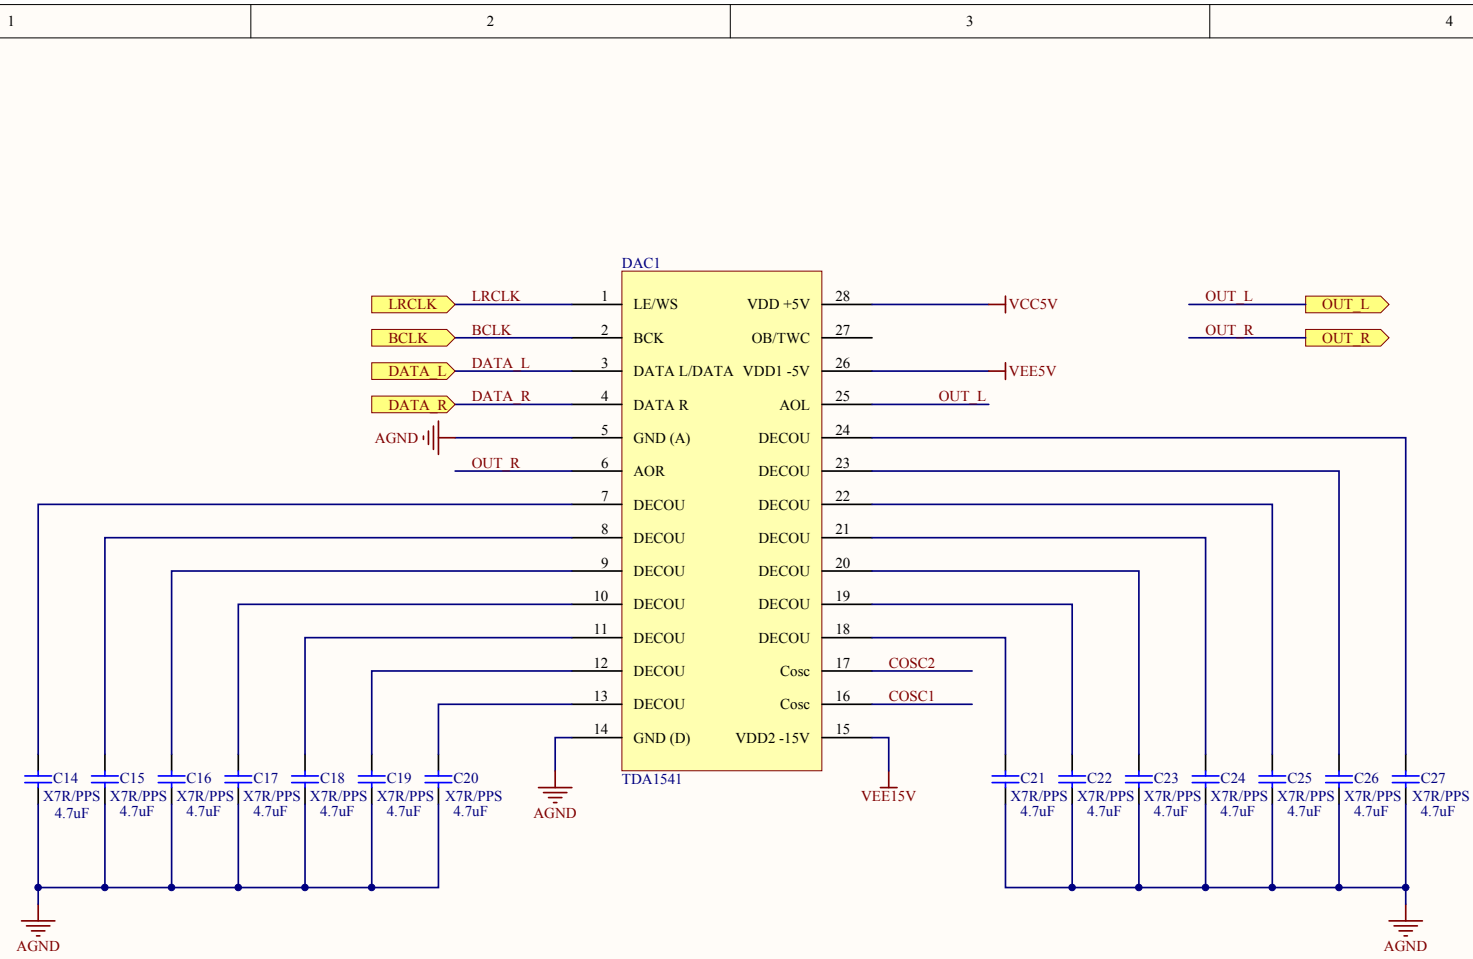 1 2 3 4
DAC1
LRCLK LRCLK 1 LE/WS VDD +5V 28 VCC5V OUT_L OUT_L
BCLK BCLK 2 BCK OB/TWC 27 OUT_R OUT_R
DATA_L DATA_L 3 DATA L/DATA VDD1 -5V 26 VEE5V
DATA_R DATA_R 4 DATA R AOL 25 OUT_L
AGND 5 GND (A) DECOU 24
OUT_R 6 AOR DECOU 23
7 DECOU DECOU 22
8 DECOU DECOU 21
9 DECOU DECOU 20
10 DECOU DECOU 19
11 DECOU DECOU 18
12 DECOU Cosc 17 COSC2
13 DECOU Cosc 16 COSC1
14 GND (D) VDD2 -15V 15
TDA1541
C14 C15 C16 C17 C18 C19 C20 C21 C22 C23 C24 C25 C26 C27
X7R/PPS X7R/PPS X7R/PPS X7R/PPS X7R/PPS X7R/PPS X7R/PPS VEE15V X7R/PPS X7R/PPS X7R/PPS X7R/PPS X7R/PPS X7R/PPS X7R/PPS
4.7uF 4.7uF 4.7uF 4.7uF 4.7uF 4.7uF 4.7uF AGND 4.7uF 4.7uF 4.7uF 4.7uF 4.7uF 4.7uF 4.7uF
AGND AGND